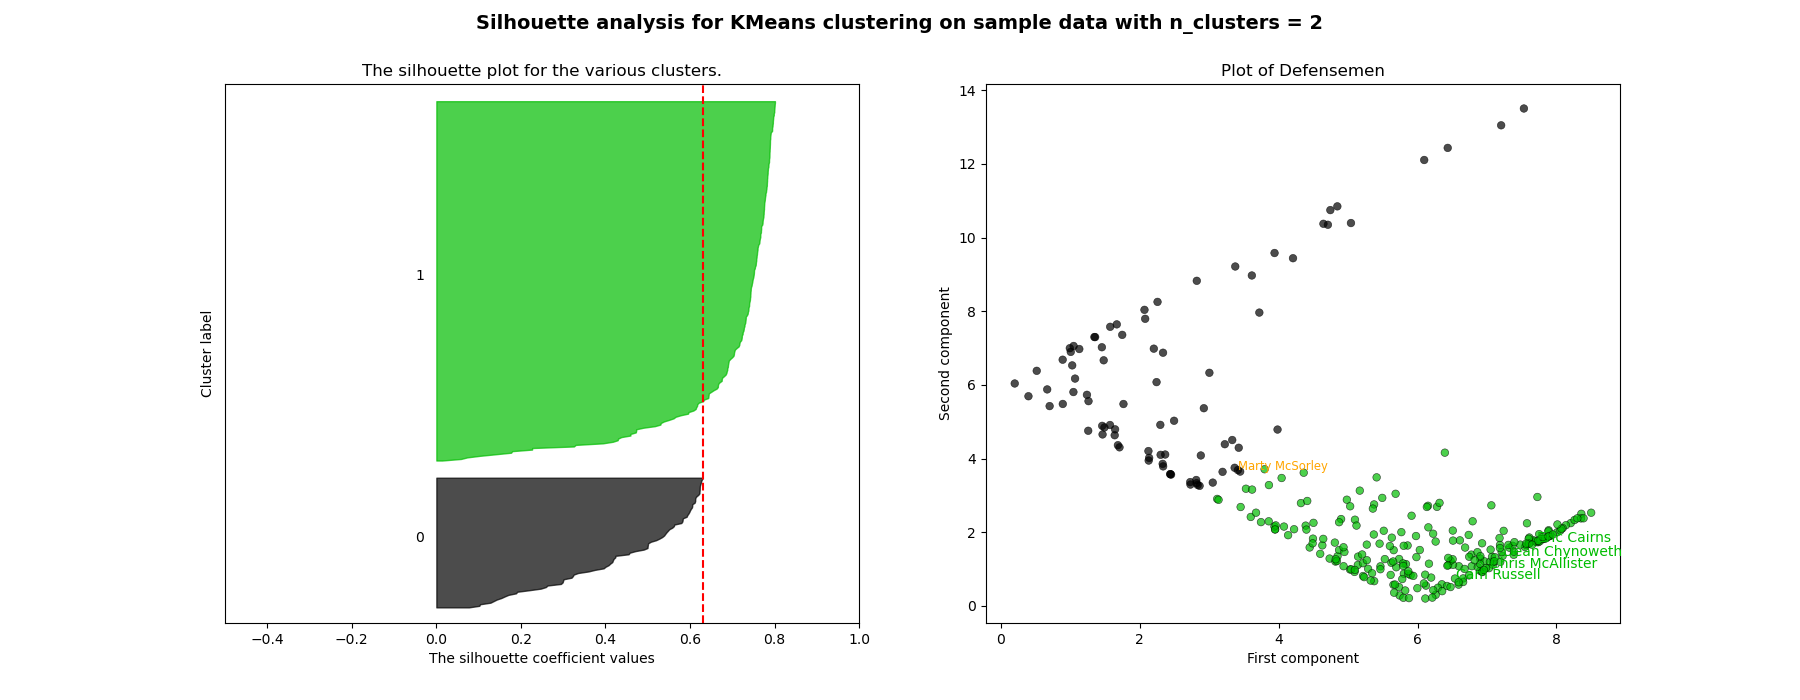 Silhouette analysis for KMeans clustering on sample data with n_clusters = 2
The silhouette plot for the various clusters.
1
0
Cluster label
−0.4
−0.2
0.0
0.2
0.4
0.6
0.8
1.0
The silhouette coefficient values
Plot of Defensemen
14
12
10
8
6
4
2
0
Second component
Marty McSorley
Cairns
Chynoweth
McAllister
Russell
0
2
4
6
8
First component